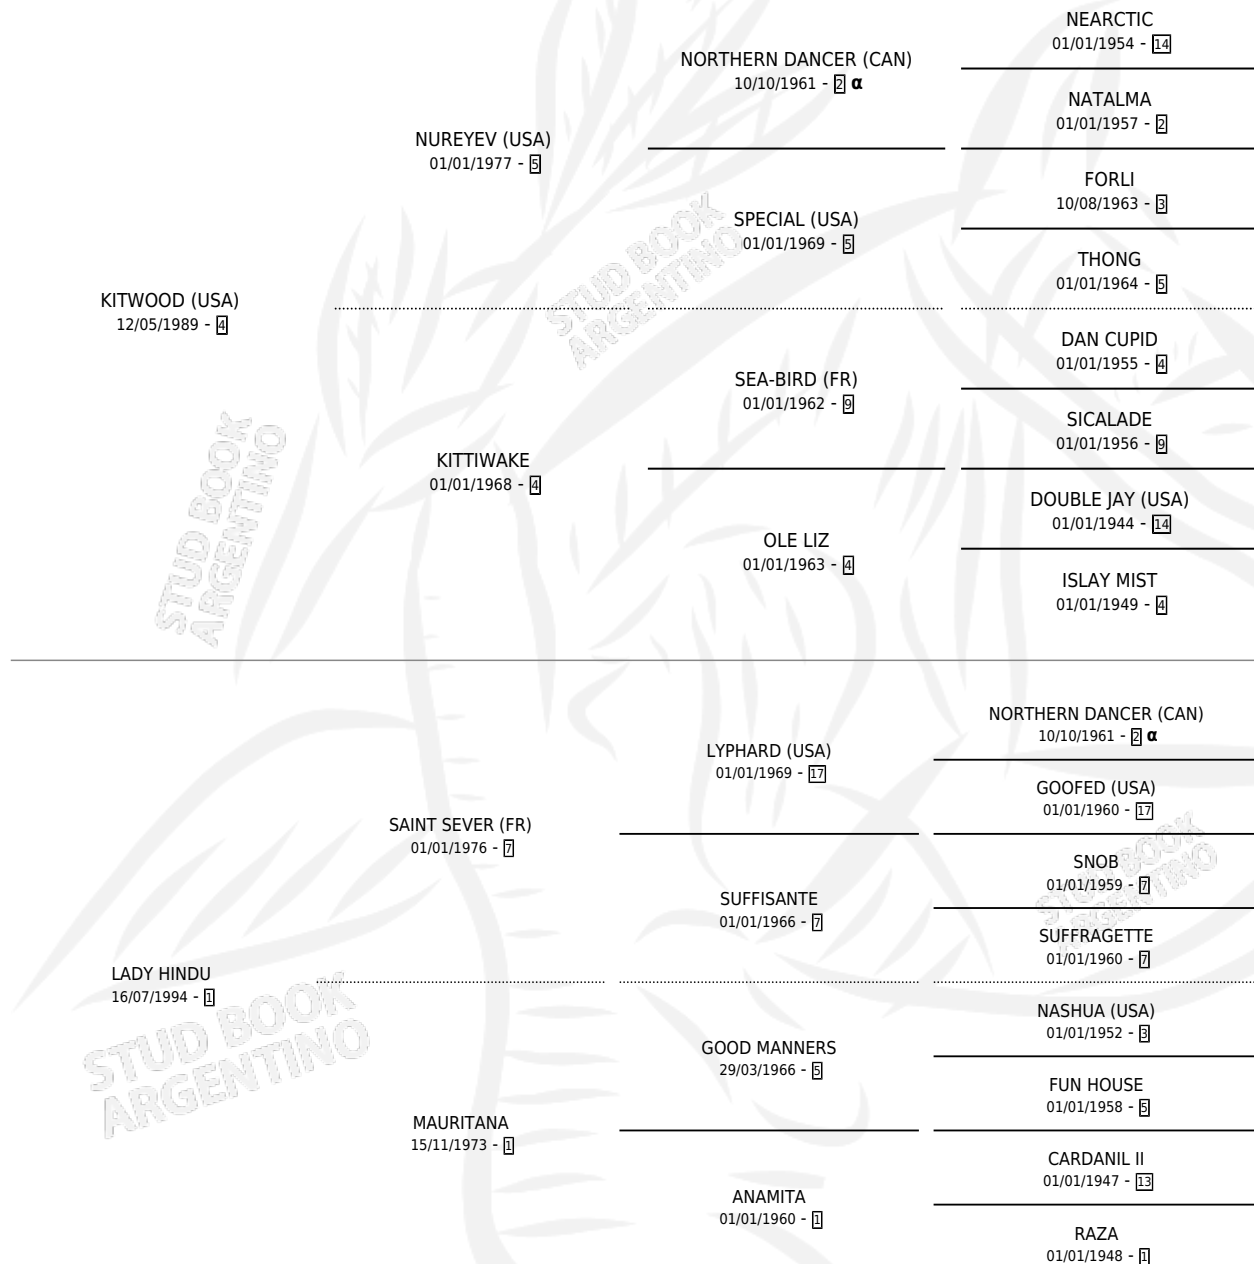 NEARCTIC
01/01/1954 - 14
NORTHERN DANCER (CAN)
10/10/1961 - 2 α
NATALMA
01/01/1957 - 2
NUREYEV (USA)
01/01/1977 - 5
FORLI
10/08/1963 - 3
SPECIAL (USA)
01/01/1969 - 5
THONG
01/01/1964 - 5
KITWOOD (USA)
12/05/1989 - 4
DAN CUPID
01/01/1955 - 4
SEA-BIRD (FR)
01/01/1962 - 9
SICALADE
01/01/1956 - 9
KITTIWAKE
01/01/1968 - 4
DOUBLE JAY (USA)
01/01/1944 - 14
OLE LIZ
01/01/1963 - 4
ISLAY MIST
01/01/1949 - 4
NORTHERN DANCER (CAN)
10/10/1961 - 2 α
LYPHARD (USA)
01/01/1969 - 17
GOOFED (USA)
01/01/1960 - 17
SAINT SEVER (FR)
01/01/1976 - 7
SNOB
01/01/1959 - 7
SUFFISANTE
01/01/1966 - 7
SUFFRAGETTE
01/01/1960 - 7
LADY HINDU
16/07/1994 - 1
NASHUA (USA)
01/01/1952 - 3
GOOD MANNERS
29/03/1966 - 5
FUN HOUSE
01/01/1958 - 5
MAURITANA
15/11/1973 - 1
CARDANIL II
01/01/1947 - 13
ANAMITA
01/01/1960 - 1
RAZA
01/01/1948 - 1
STUD BOOK
ARGENTINO
STUD BOOK
ARGENTINO
STUD BOOK
ARGENTINO
STUD BOOK
ARGENTINO